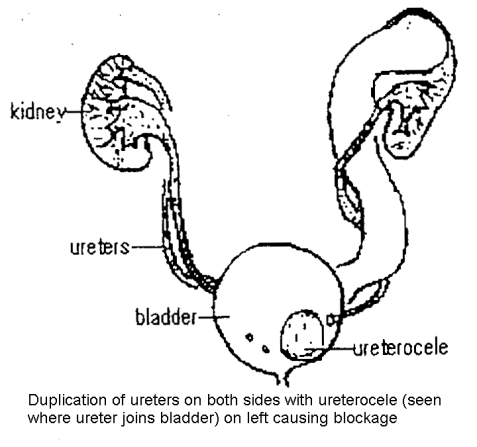 kidney
ureters
bladder
ureterocele
Duplication of ureters on both sides with ureterocele (seen
where ureter joins bladder) on left causing blockage